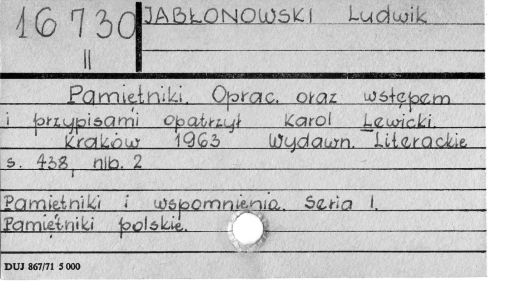 16730
II
JABŁONOWSKI Ludwik
Pamiętniki. Oprac. oraz wstępem
i przypisami opatrzył Karol Lewicki.
Kraków 1963 Wydawn. Literackie
s. 438, nlb. 2
Pamiętniki i wspomnienia. Seria I.
Pamiętniki polskie.
DUJ 867/71 5 000